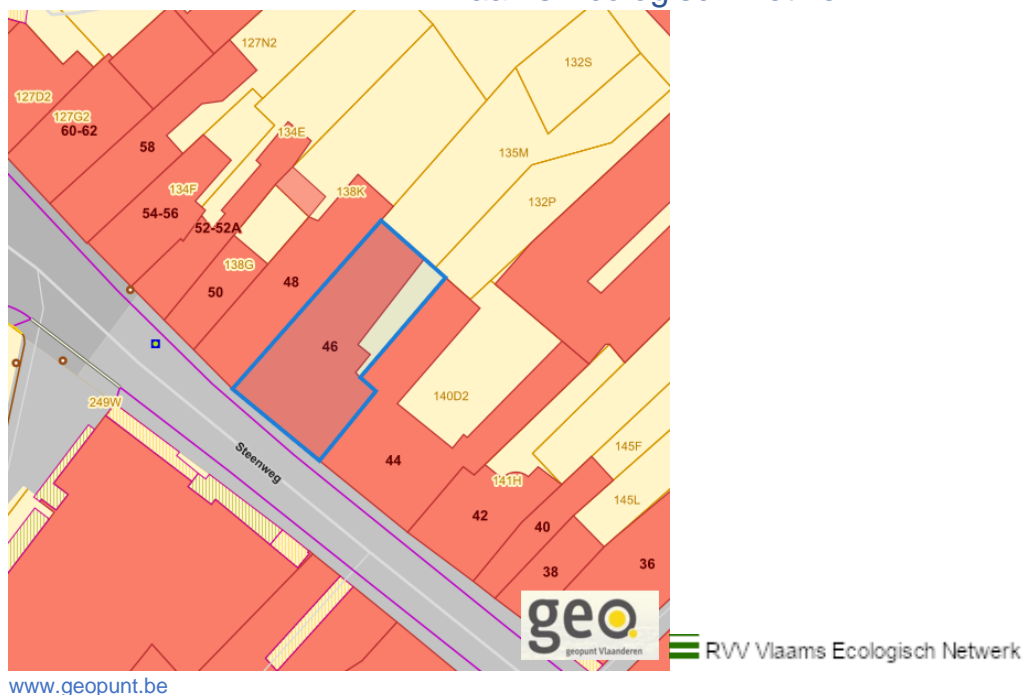 127N2
132S
127D2
127G2
60-62
134E
58
135M
134F
138K
132P
54-56
52-52A
138G
48
50
46
140D2
249W
Steenweg
44
145F
141H
145L
42
40
38
36
geo
geopunt Vlaanderen
RVV Vlaams Ecologisch Netwerk
www.geopunt.be